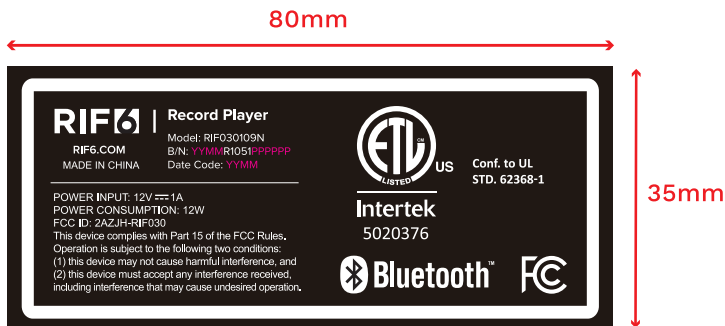 80mm
RIF6
RIF6.COM
MADE IN CHINA
Record Player
Model: RIF030109N
B/N: YYMMR1051PPPPPP
Date Code: YYMM
POWER INPUT: 12V ⎓ 1A
POWER CONSUMPTION: 12W
FCC ID: 2AZJH-RIF030
This device complies with Part 15 of the FCC Rules.
Operation is subject to the following two conditions:
(1) this device may not cause harmful interference, and
(2) this device must accept any interference received,
including interference that may cause undesired operation.
ETL CM
LISTED
US
Intertek
5020376
Conf. to UL
STD. 62368-1
Bluetooth™
FC
35mm